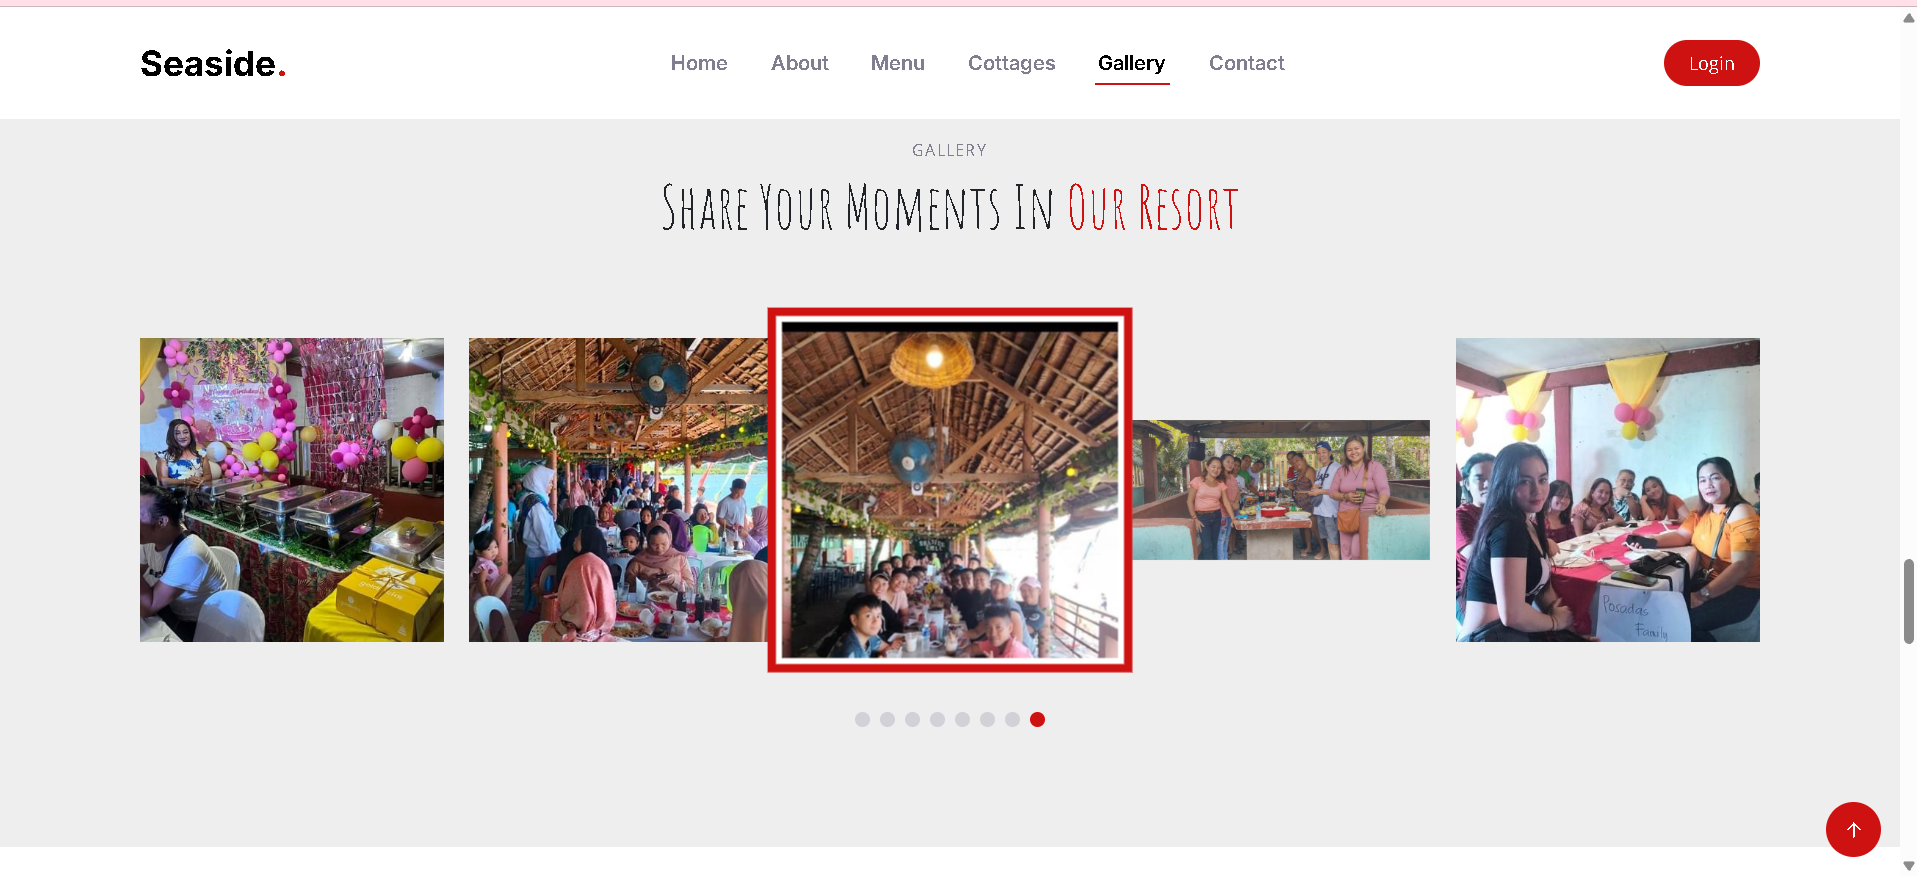 Seaside.
Home About Menu Cottages Gallery Contact
Login
GALLERY
SHARE YOUR MOMENTS IN OUR RESORT
Posadas
Family